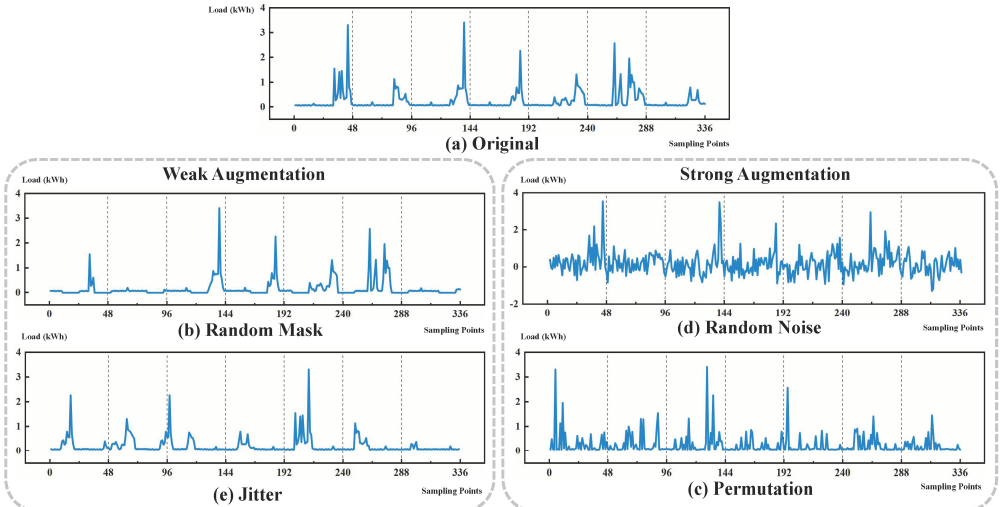 Load (kWh)
4
3
2
1
0
0 48 96 144 192 240 288 336
(a) Original
Sampling Points
Weak Augmentation
Load (kWh)
4
3
2
1
0
0 48 96 144 192 240 288 336
(b) Random Mask
Sampling Points
Load (kWh)
4
3
2
1
0
0 48 96 144 192 240 288 336
(e) Jitter
Sampling Points
Strong Augmentation
Load (kWh)
4
2
0
-2
0 48 96 144 192 240 288 336
(d) Random Noise
Sampling Points
Load (kWh)
4
3
2
1
0
0 48 96 144 192 240 288 336
(c) Permutation
Sampling Points